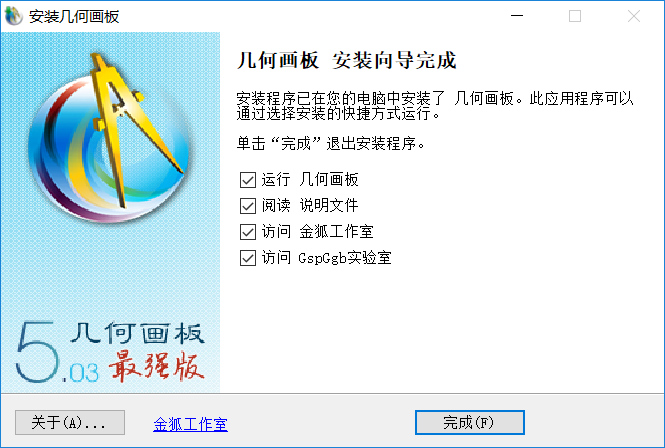 安装几何画板
几何画板 安装向导完成
安装程序已在您的电脑中安装了 几何画板。此应用程序可以
通过选择安装的快捷方式运行。
单击“完成”退出安装程序。
运行 几何画板
阅读 说明文件
访问 金狐工作室
访问 GspGgb实验室
几何画板
5.03 最强版
关于(A)...
金狐工作室
完成(F)